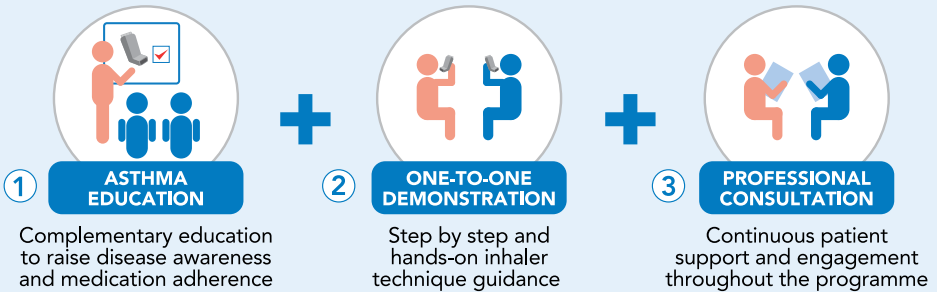 1
ASTHMA
EDUCATION
Complementary education
to raise disease awareness
and medication adherence
2
ONE-TO-ONE
DEMONSTRATION
Step by step and
hands-on inhaler
technique guidance
3
PROFESSIONAL
CONSULTATION
Continuous patient
support and engagement
throughout the programme